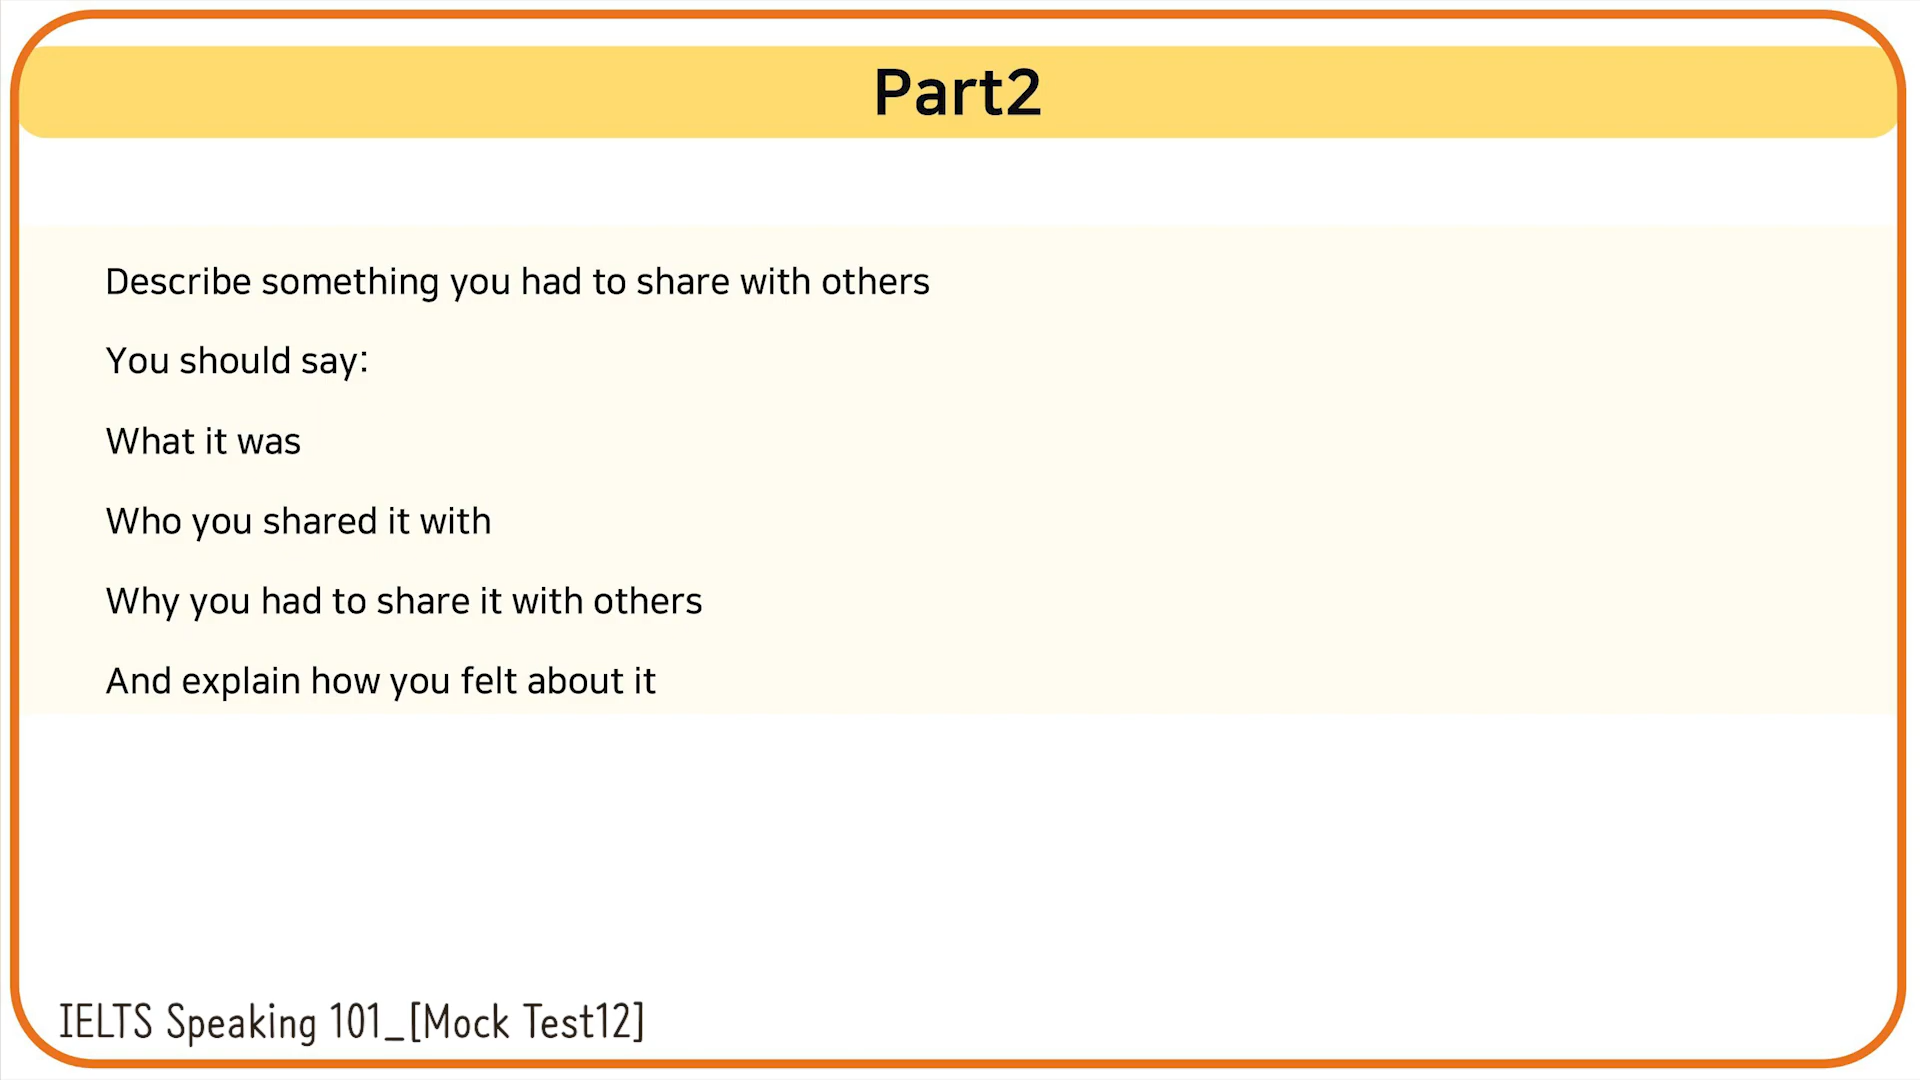 Part2
Describe something you had to share with others
You should say:
What it was
Who you shared it with
Why you had to share it with others
And explain how you felt about it
IELTS Speaking 101_[Mock Test12]